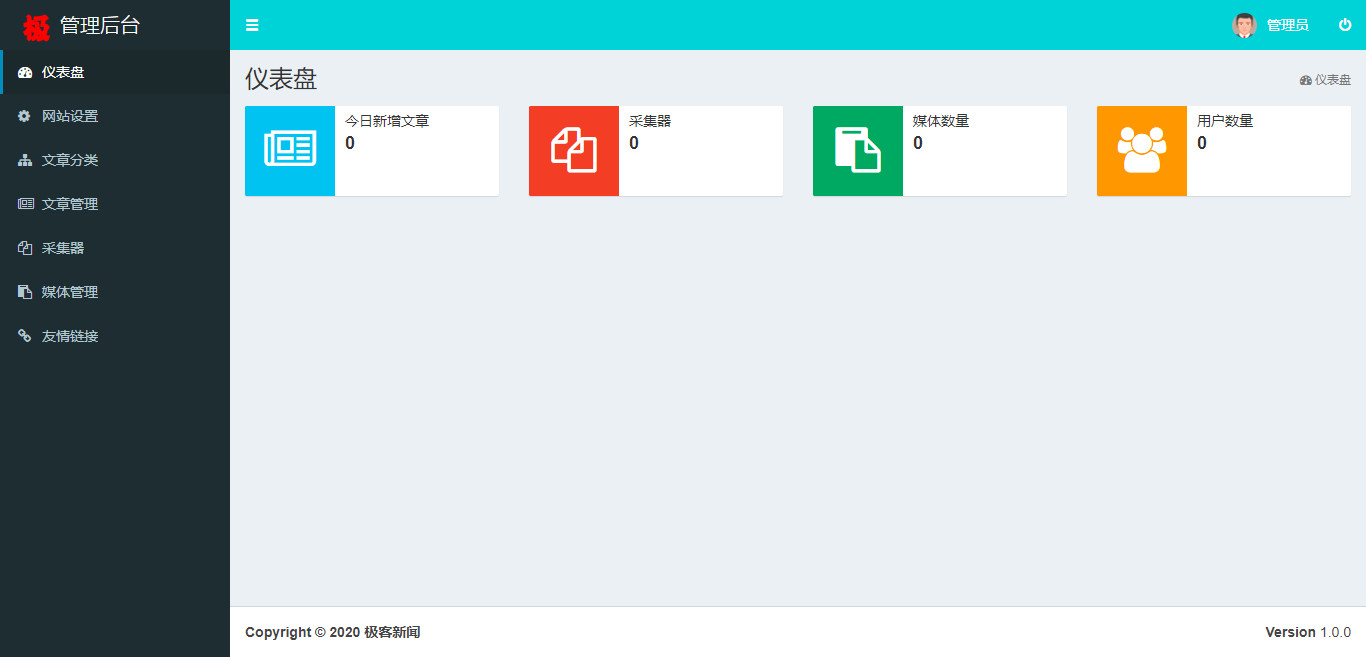 极 管理后台
管理员
仪表盘
网站设置
文章分类
文章管理
采集器
媒体管理
友情链接
仪表盘
仪表盘
今日新增文章
0
采集器
0
媒体数量
0
用户数量
0
Copyright © 2020 极客新闻
Version 1.0.0